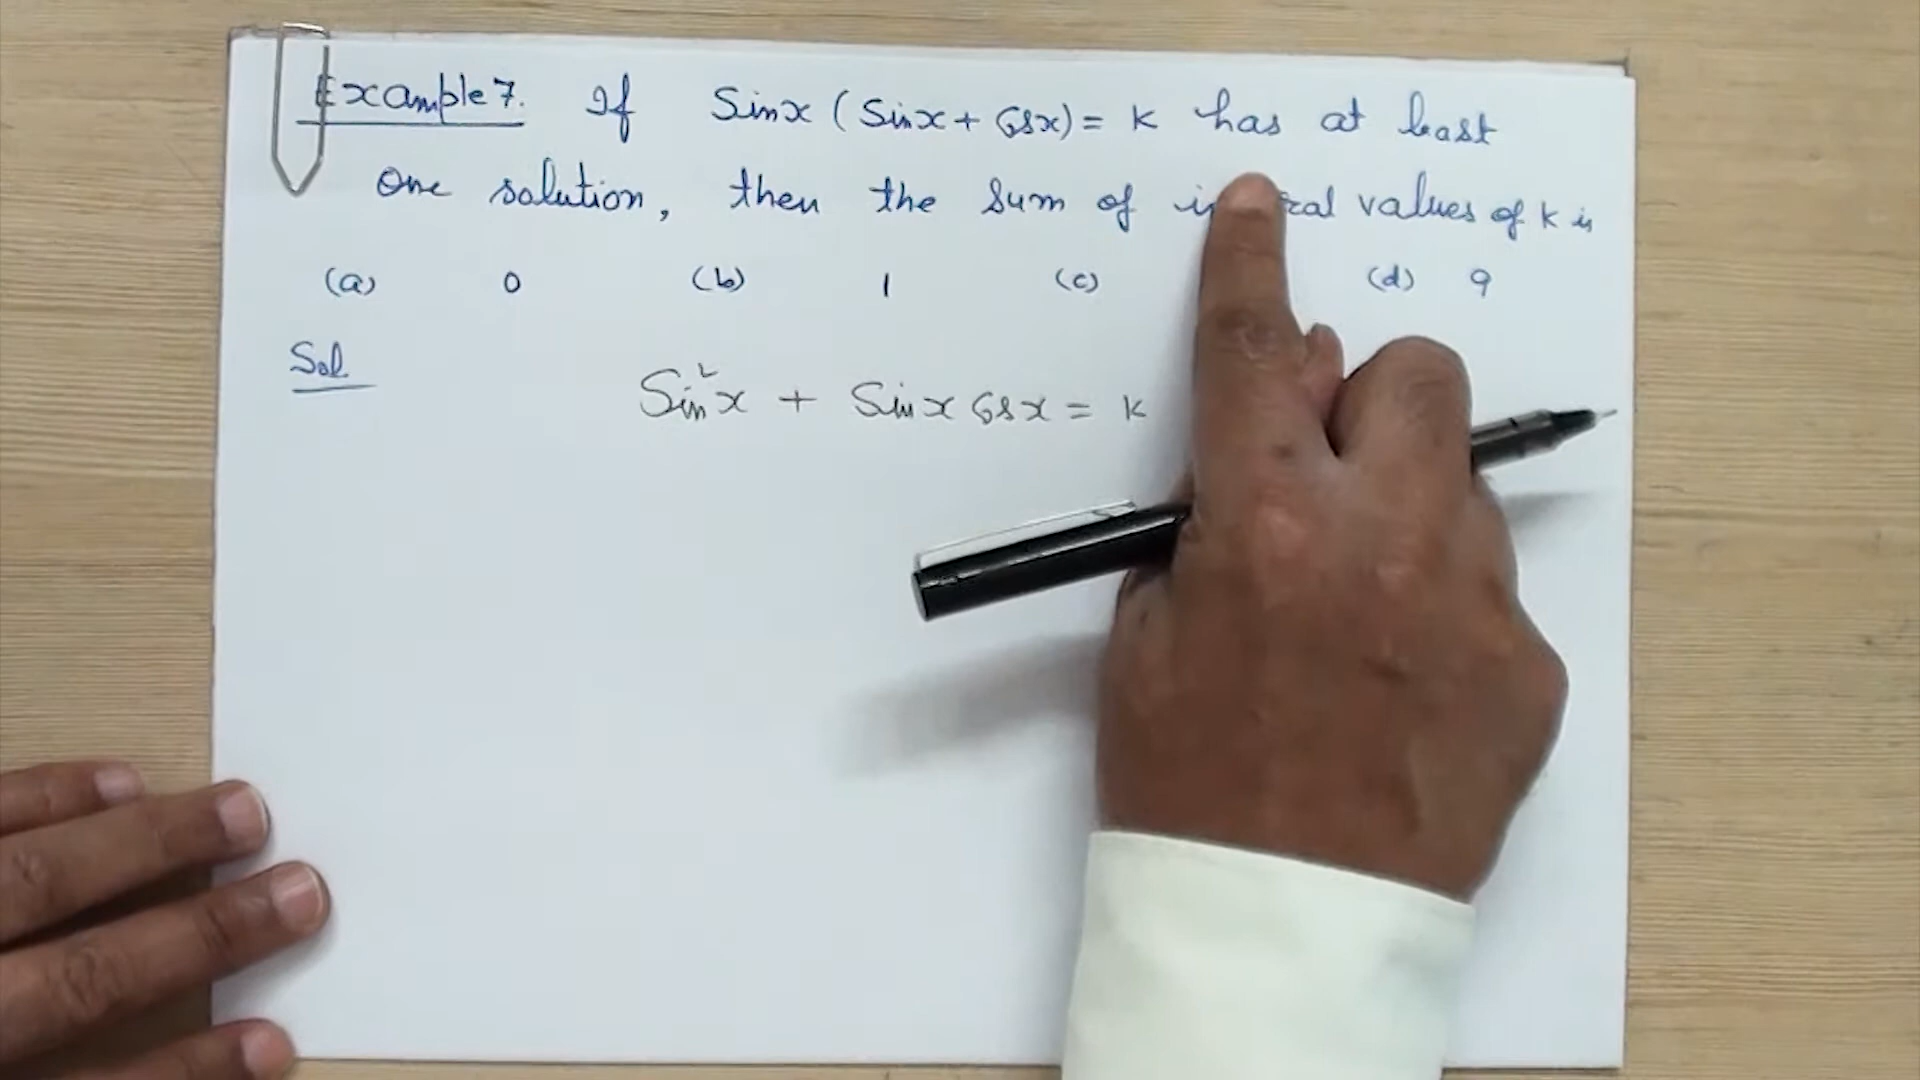 Example 7. If Sinx (Sinx + Cosx) = k has at least
one solution, then the sum of values of k is
(a) 0 (b) 1 (c) (d) 9
Sol
Sin²x + Sinx Cosx = k